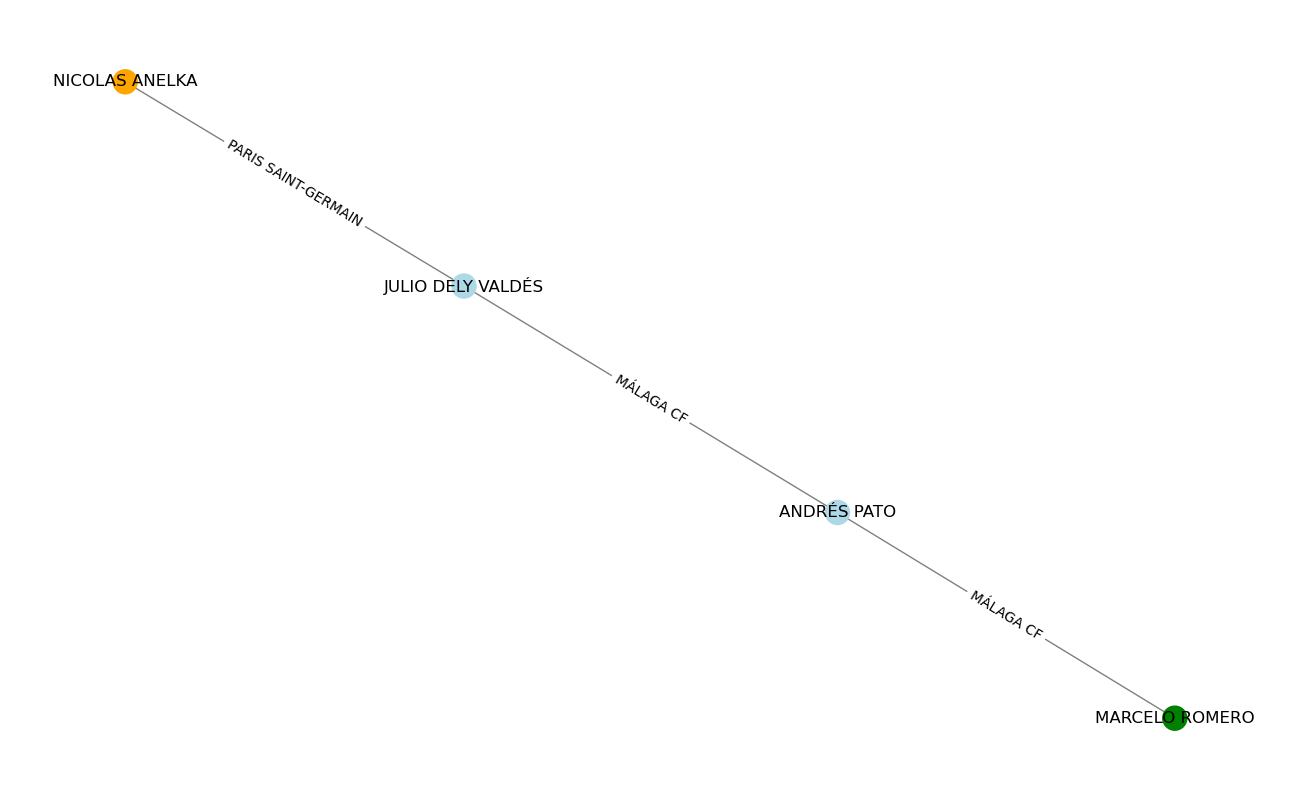 NICOLAS ANELKA
PARIS SAINT-GERMAIN
JULIO DELY VALDÉS
MÁLAGA CF
ANDRÉS PATO
MÁLAGA CF
MARCELO ROMERO